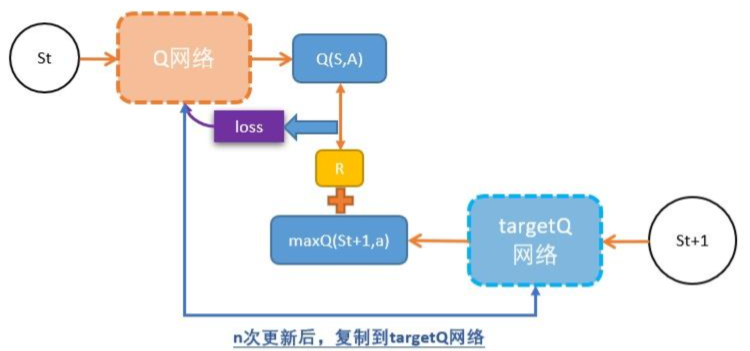 St
Q网络
Q(S,A)
loss
R
maxQ(St+1,a)
targetQ
网络
St+1
n次更新后，复制到targetQ网络